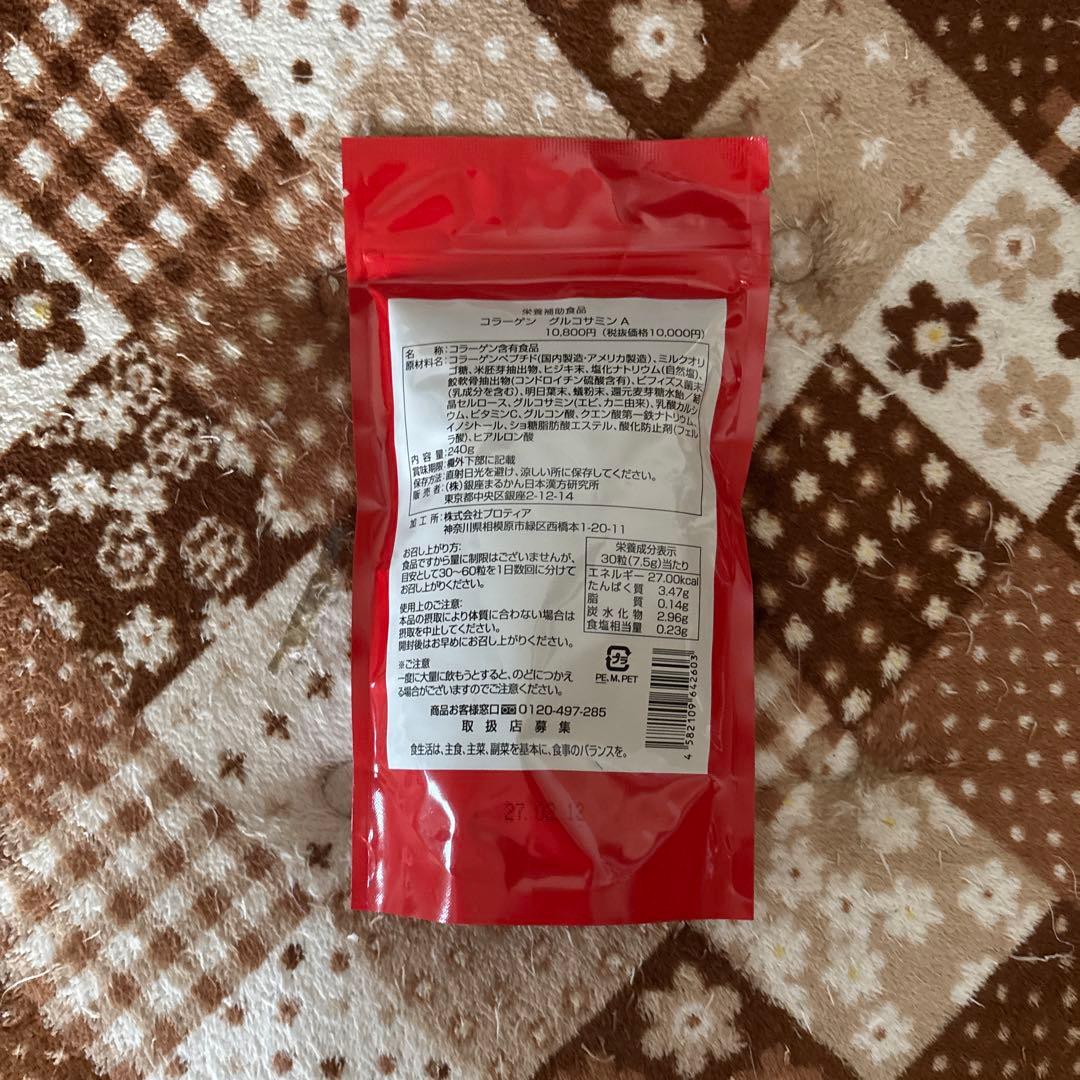 栄養補助食品
コラーゲン グルコサミンA
10,800円(税抜価格10,000円)
名称:コラーゲン含有食品
原材料名:コラーゲンペプチド(国内製造・アメリカ製造)、ミルクオリ
ゴ糖、米胚芽抽出物、ヒジキ末、塩化ナトリウム(自然塩)、
鮫軟骨抽出物(コンドロイチン硫酸含有)、ビフィズス菌末
(乳成分を含む)、明日葉末、蟻粉末、還元麦芽糖水飴/結
晶セルロース、グルコサミン(エビ、カニ由来)、乳酸カルシ
ウム、ビタミンC、グルコン酸、クエン酸第一鉄ナトリウム、
イノシトール、ショ糖脂肪酸エステル、酸化防止剤(フェル
ラ酸)、ヒアルロン酸
内容量:240g
賞味期限:欄外下部に記載
保存方法:直射日光を避け、涼しい所に保存してください。
販売者:(株)銀座まるかん日本漢方研究所
東京都中央区銀座2-12-14
加工所:株式会社プロティア
神奈川県相模原市緑区西橋本1-20-11
お召し上がり方:
食品ですから量に制限はございませんが、
目安として30~60粒を1日数回に分けて
お召し上がりください。
使用上のご注意:
本品の摂取により体質に合わない場合は
摂取を中止してください。
開封後はお早めにお召し上がりください。
※ご注意
一度に大量に飲もうとすると、のどにつかえ
る場合がございますのでご注意ください。
栄養成分表示
30粒(7.5g)当たり
エネルギー 27.00kcal
たんぱく質 3.47g
脂質 0.14g
炭水化物 2.96g
食塩相当量 0.23g
プラ
PE、M、PET
4 582109 642603
商品お客様窓口 0120-497-285
取扱店募集
食生活は、主食、主菜、副菜を基本に、食事のバランスを。